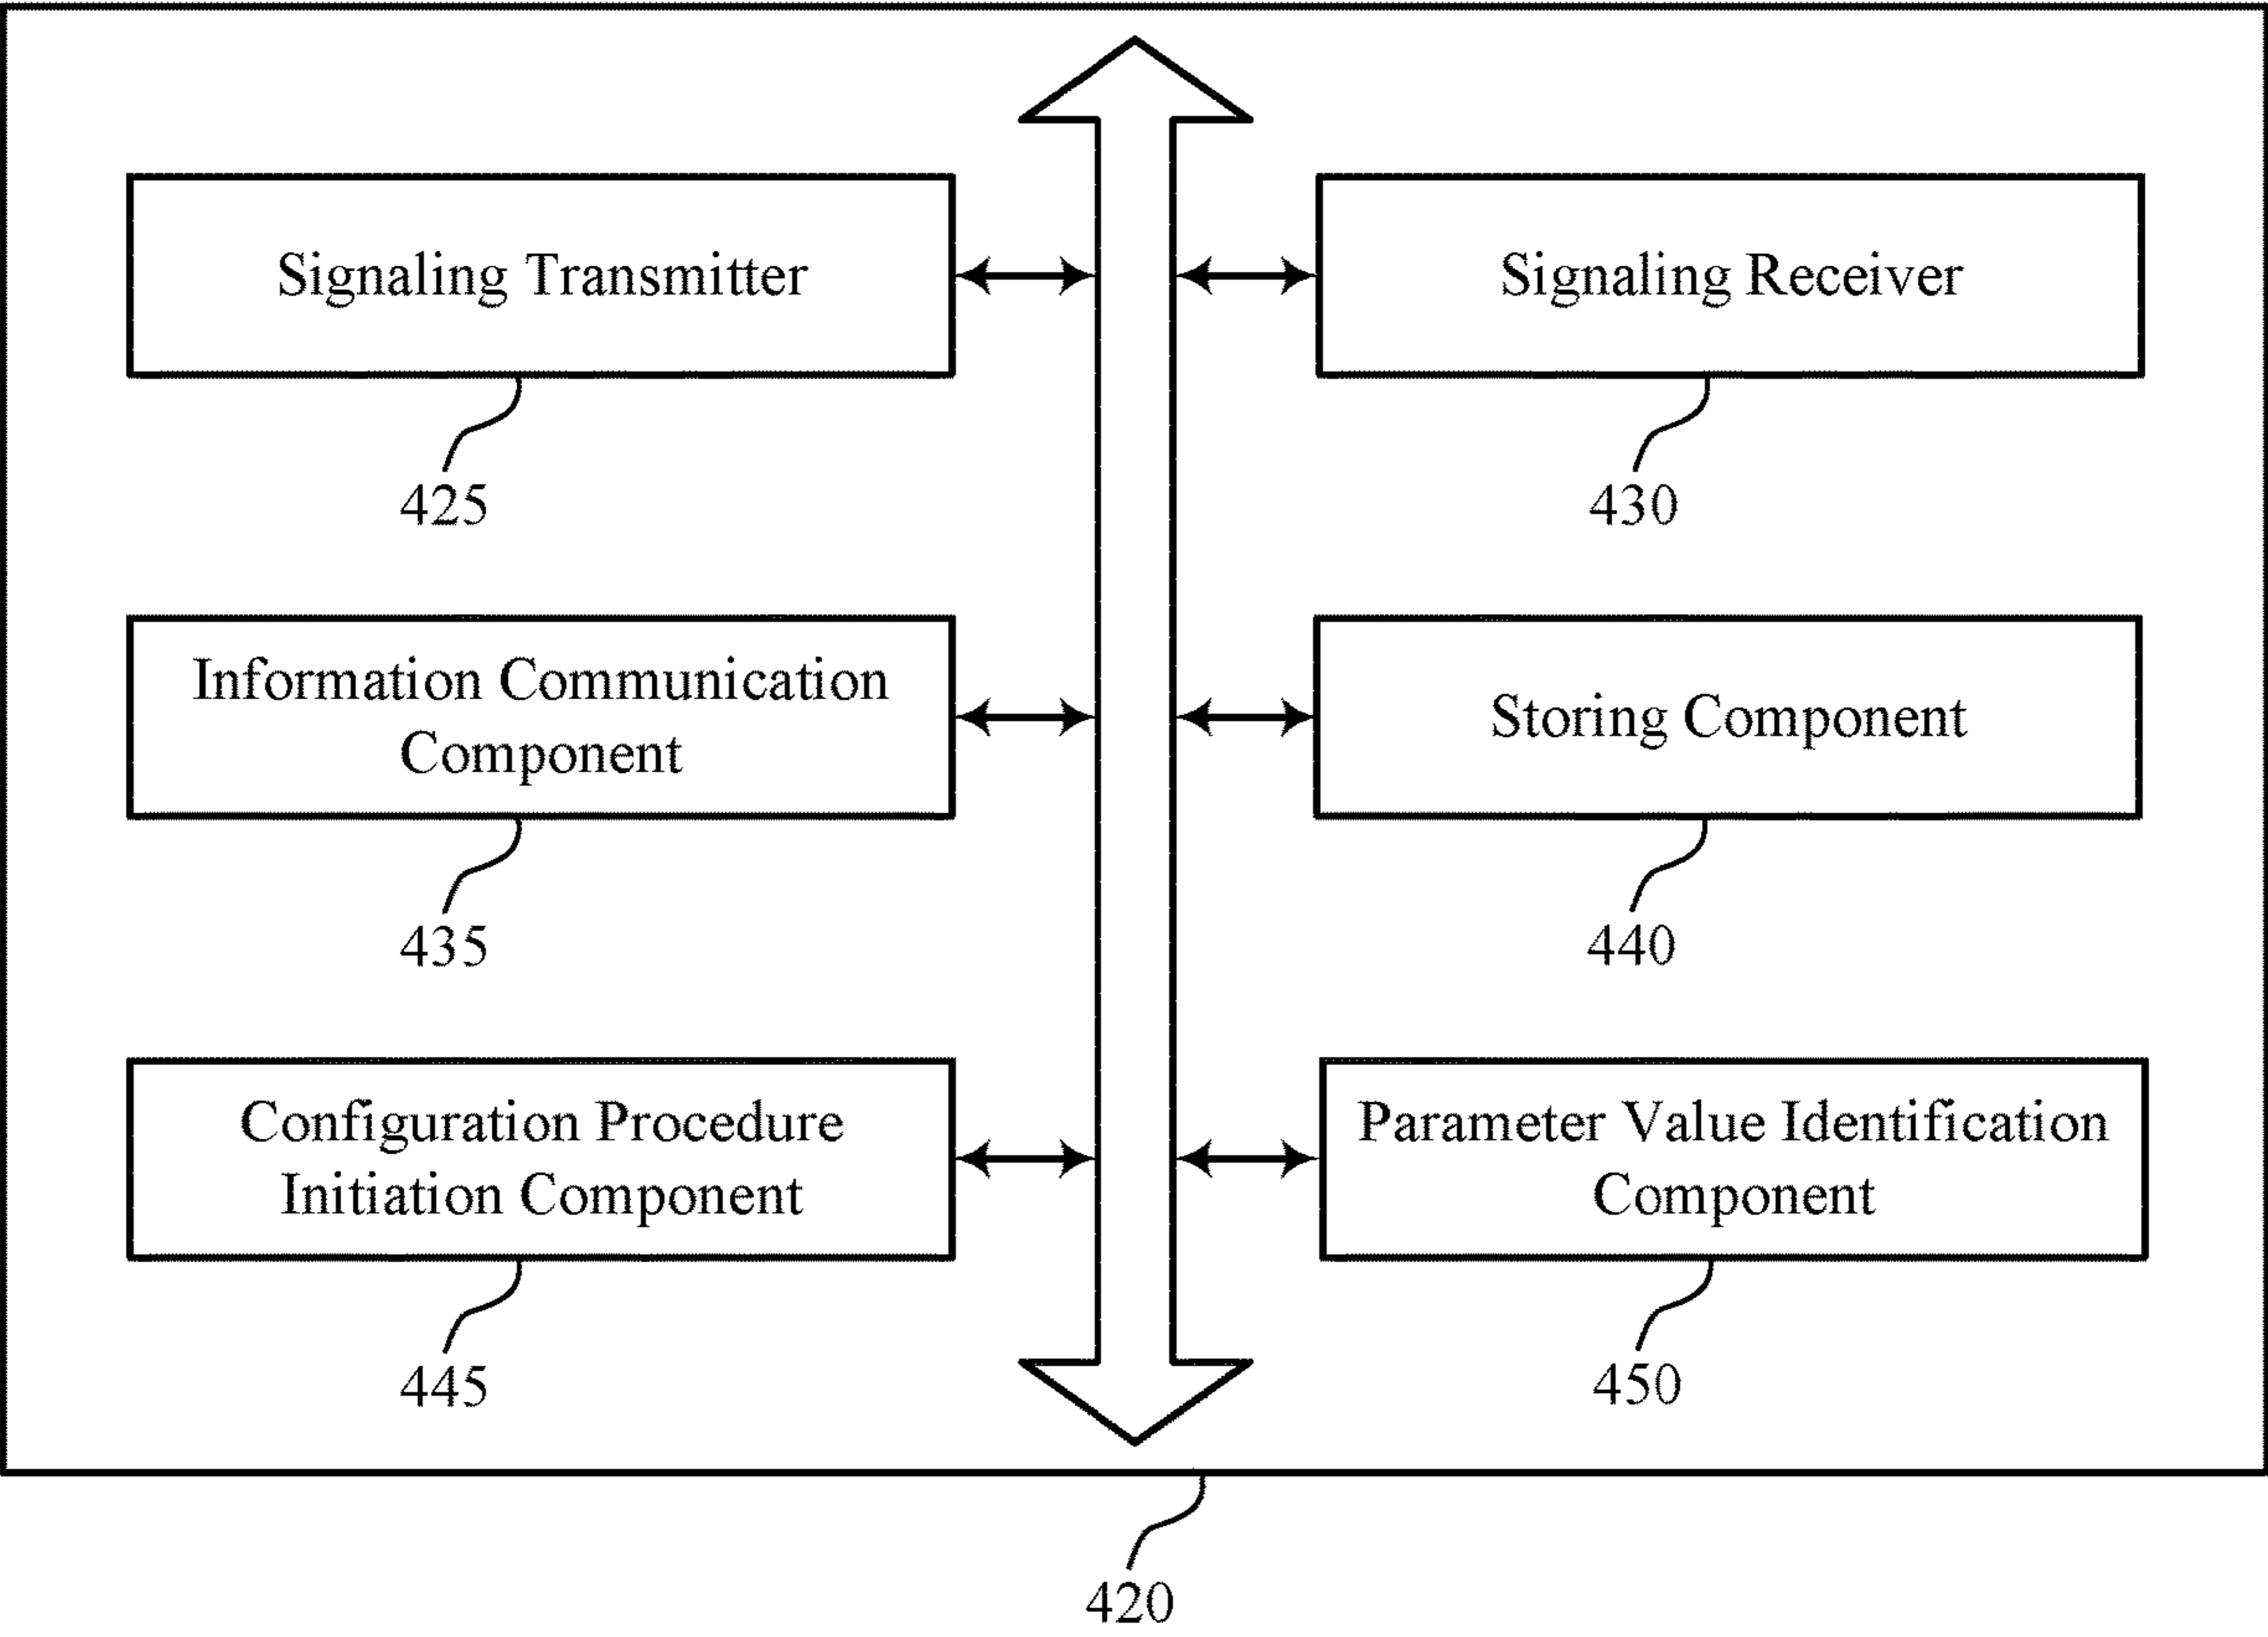 Signaling Transmitter
425
Signaling Receiver
430
Information Communication
Component
435
Storing Component
440
Configuration Procedure
Initiation Component
445
Parameter Value Identification
Component
450
420